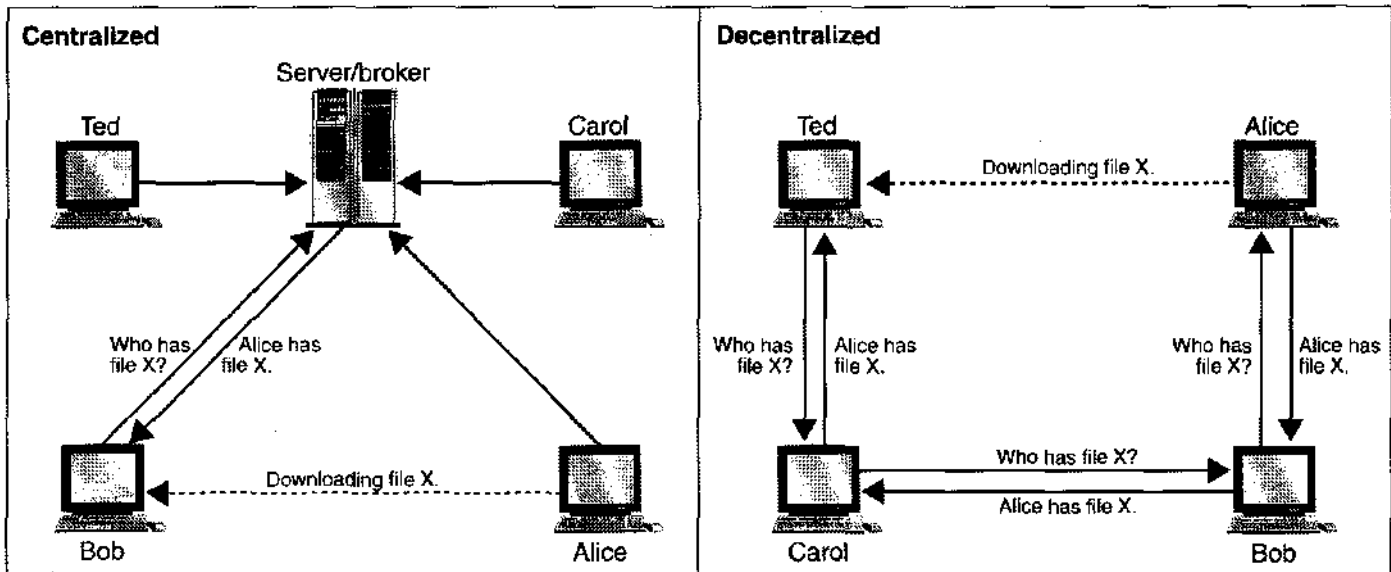 Centralized
Server/broker
Ted
Carol
Who has
file X?
Alice has
file X.
Downloading file X.
Bob
Alice
Decentralized
Ted
Alice
Downloading file X.
Who has
file X?
Alice has
file X.
Who has
file X?
Alice has
file X.
Who has file X?
Alice has file X.
Carol
Bob